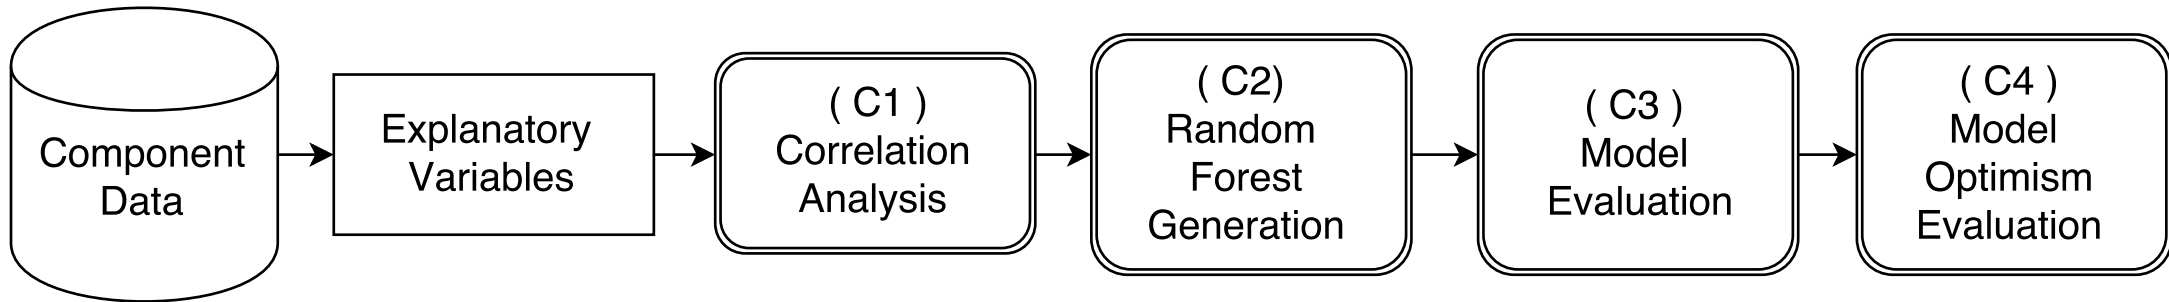 Component
Data
Explanatory
Variables
( C1 )
Correlation
Analysis
( C2)
Random
Forest
Generation
( C3 )
Model
Evaluation
( C4 )
Model
Optimism
Evaluation